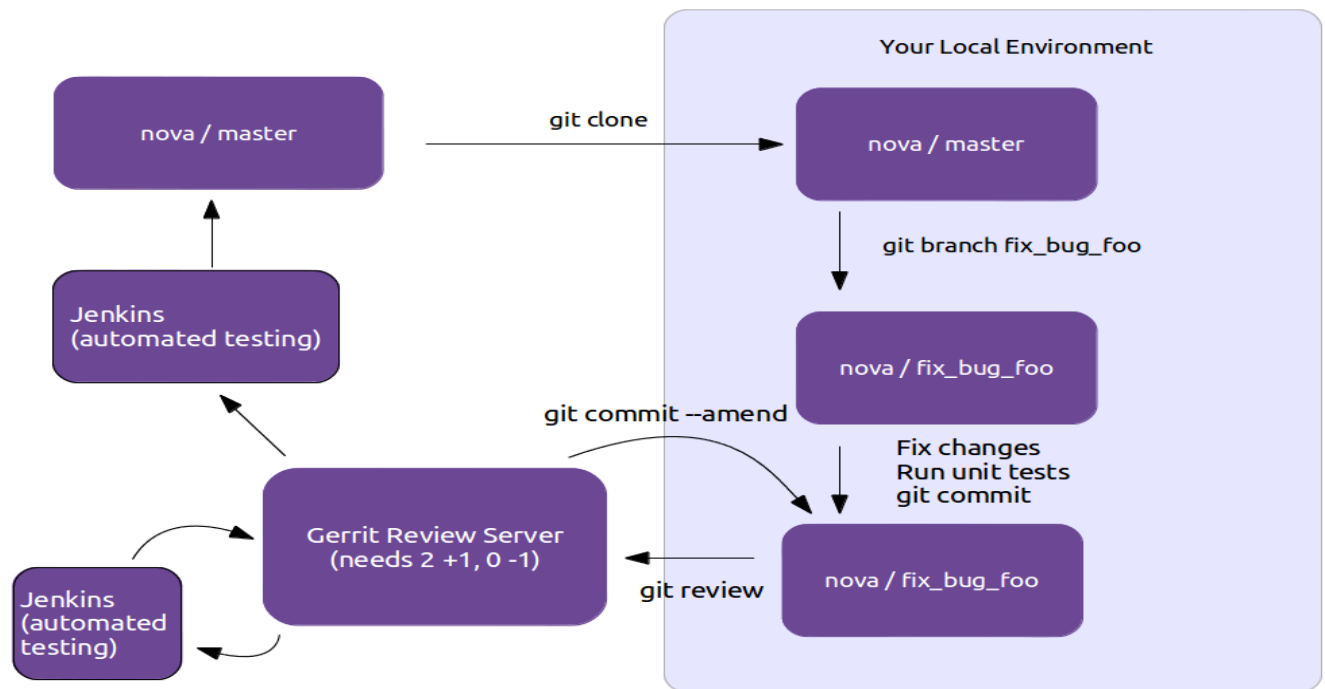 Your Local Environment
nova / master
git clone
nova / master
git branch fix_bug_foo
Jenkins
(automated testing)
nova / fix_bug_foo
git commit --amend
Fix changes
Run unit tests
git commit
Gerrit Review Server
(needs 2 +1, 0 -1)
nova / fix_bug_foo
git review
Jenkins
(automated
testing)